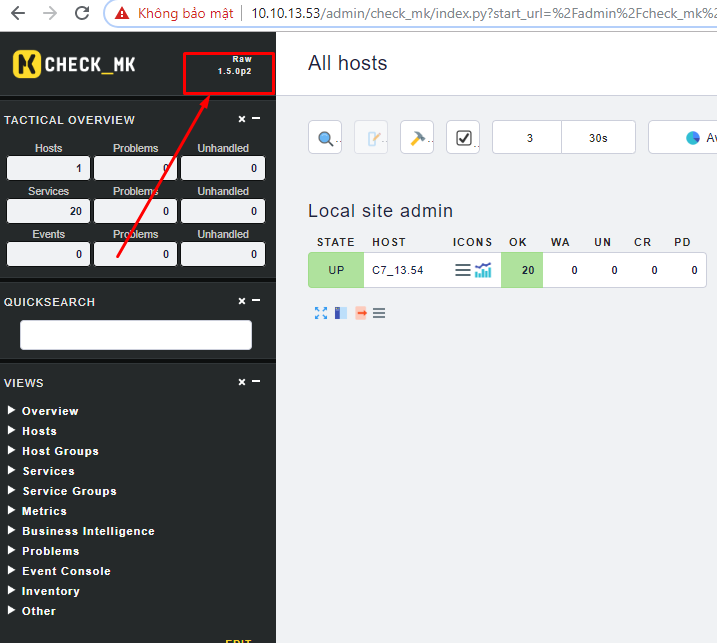 Không bảo mật | 10.10.13.53/admin/check_mk/index.py?start_url=%2Fadmin%2Fcheck_mk%2
CHECK_MK
Raw
1.5.0p2
TACTICAL OVERVIEW
Hosts Problems Unhandled
1 0 0
Services Problems Unhandled
20 0 0
Events Problems Unhandled
0 0 0
QUICKSEARCH
VIEWS
Overview
Hosts
Host Groups
Services
Service Groups
Metrics
Business Intelligence
Problems
Event Console
Inventory
Other
EDIT
All hosts
3 30s Av
Local site admin
STATE HOST ICONS OK WA UN CR PD
UP C7_13.54 20 0 0 0 0